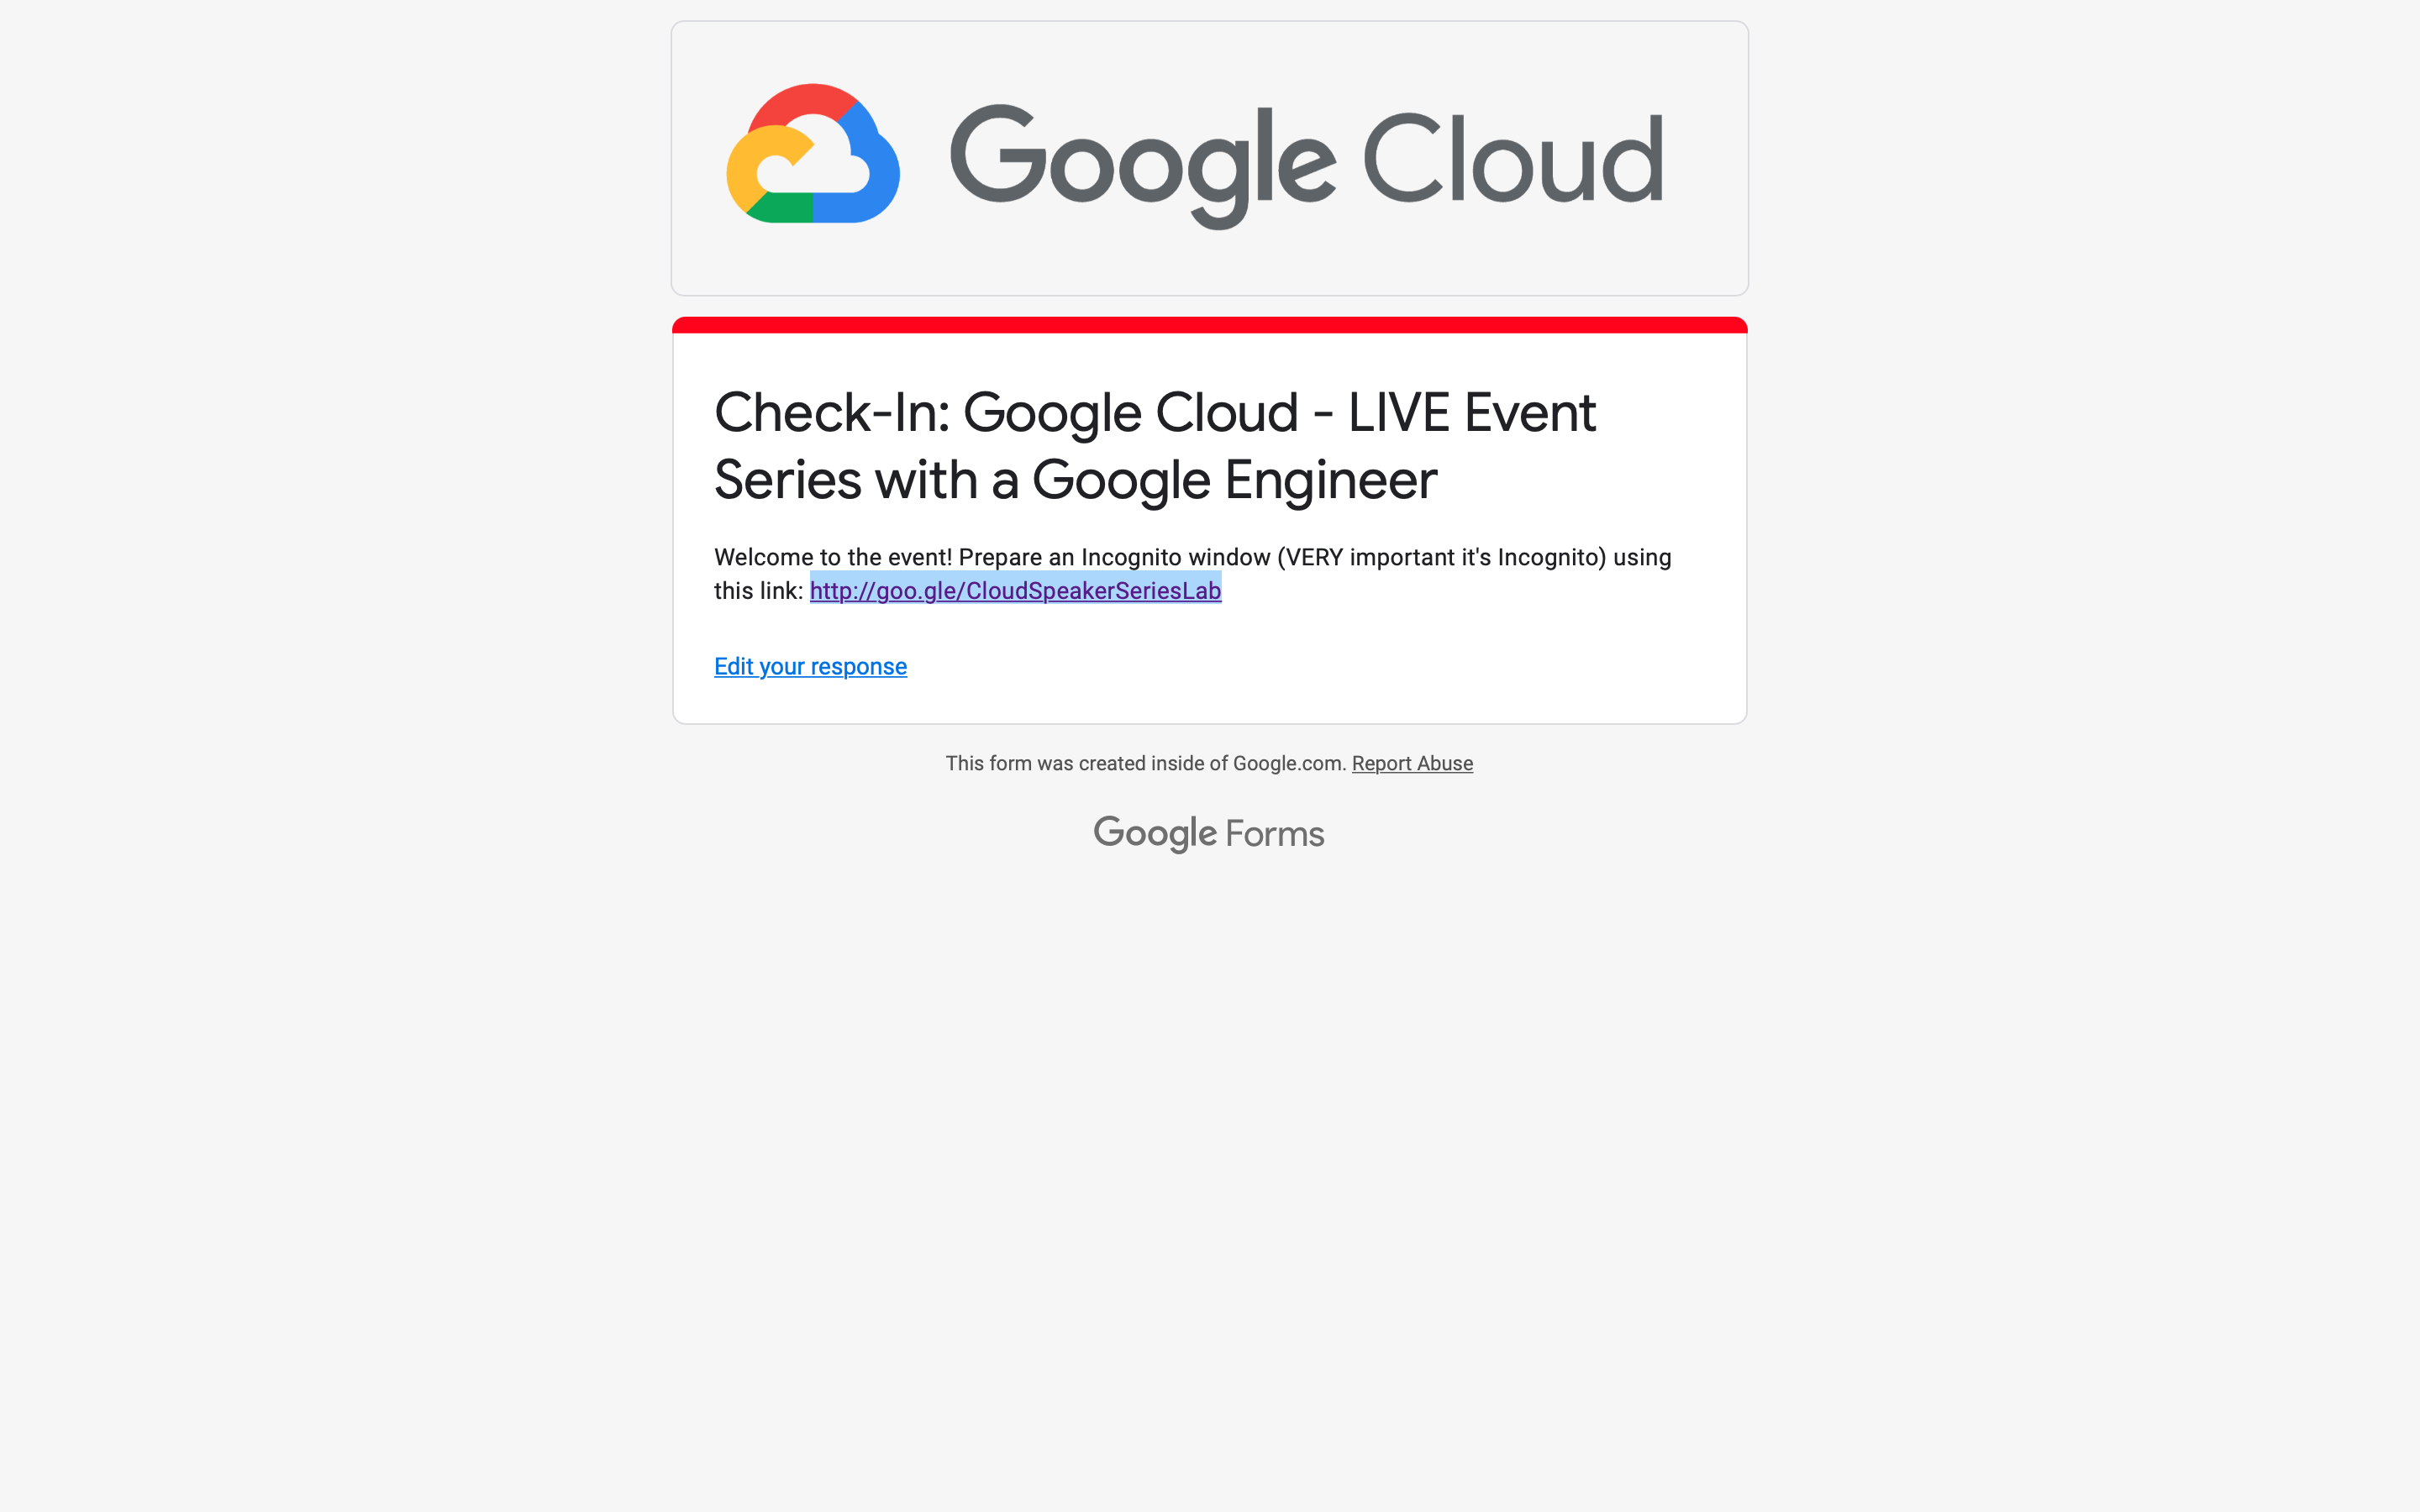 Google Cloud
Check-In: Google Cloud - LIVE Event
Series with a Google Engineer
Welcome to the event! Prepare an Incognito window (VERY important it's Incognito) using
this link: http://goo.gle/CloudSpeakerSeriesLab
Edit your response
This form was created inside of Google.com. Report Abuse
Google Forms